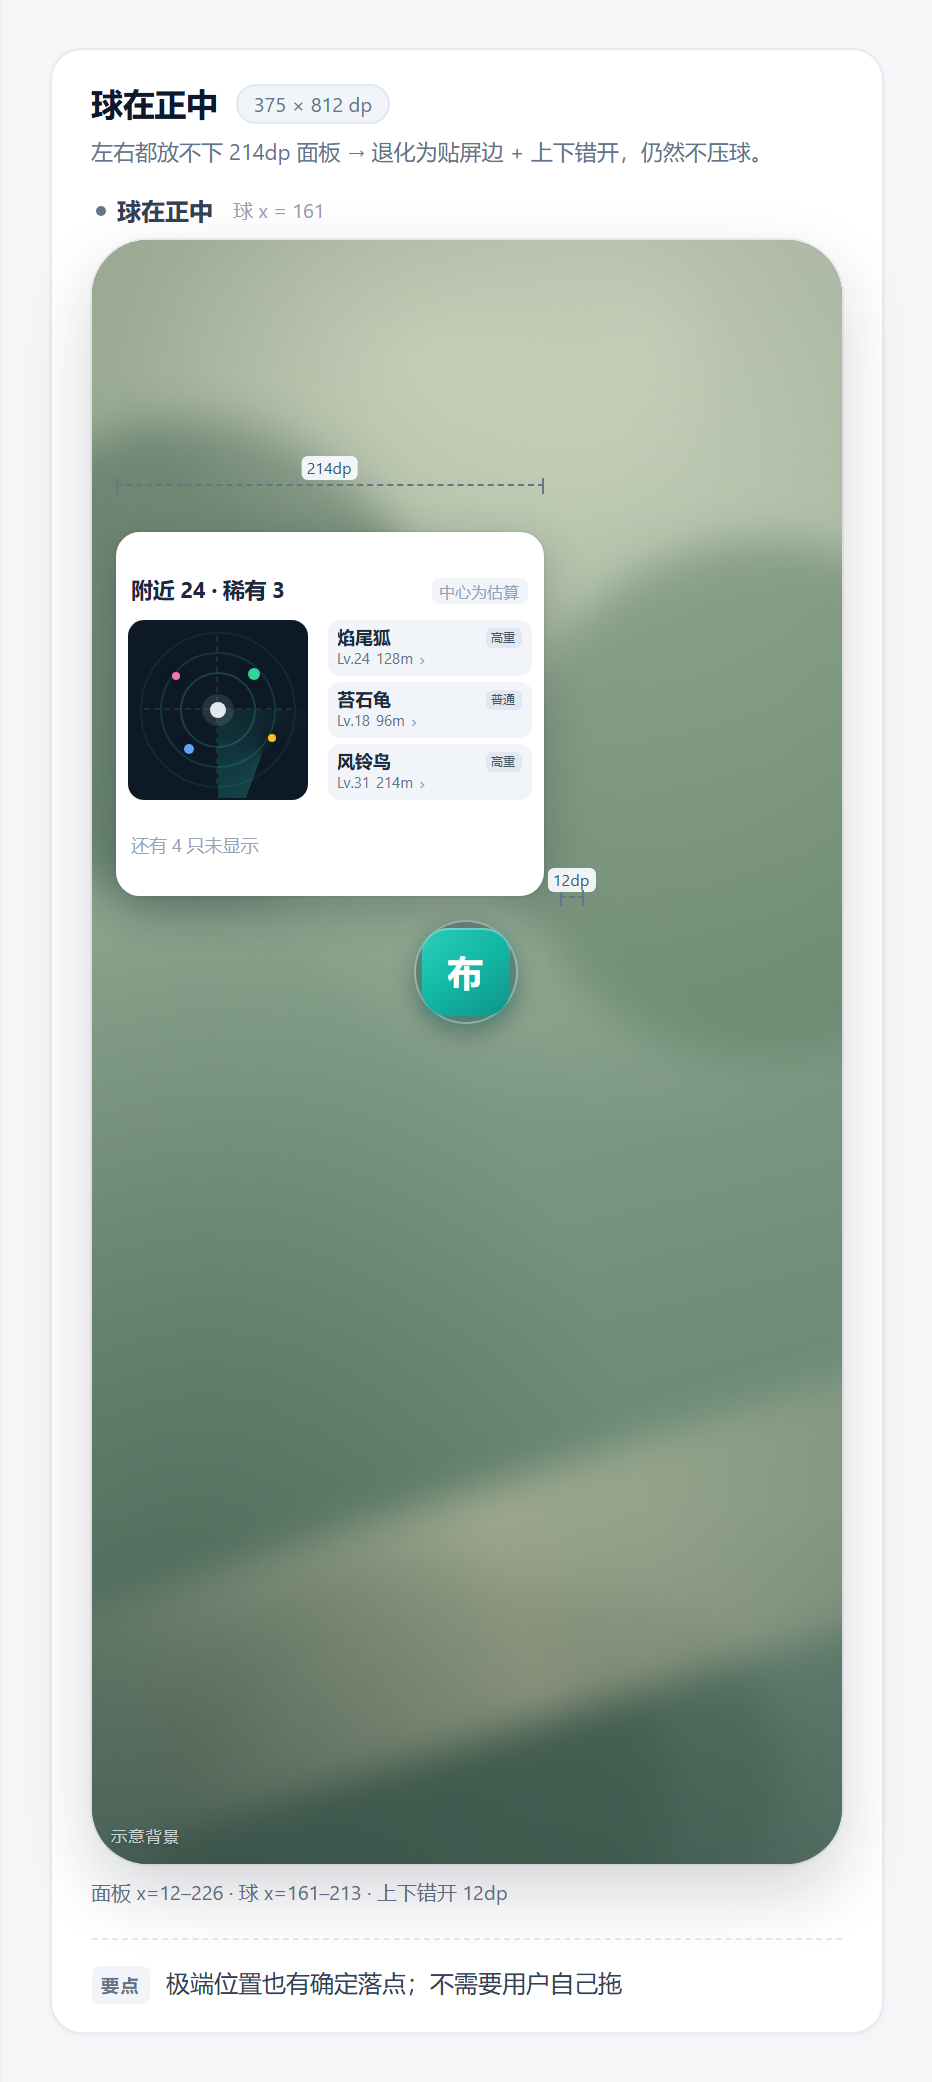 球在正中 375 × 812 dp
左右都放不下 214dp 面板 → 退化为贴屏边 + 上下错开，仍然不压球。
球在正中 球 x = 161
214dp
附近 24 · 稀有 3 中心为估算
焰尾狐 高重
Lv.24 128m ›
苔石龟 普通
Lv.18 96m ›
风铃鸟 高重
Lv.31 214m ›
还有 4 只未显示
12dp
布
示意背景
面板 x=12–226 · 球 x=161–213 · 上下错开 12dp
要点 极端位置也有确定落点；不需要用户自己拖